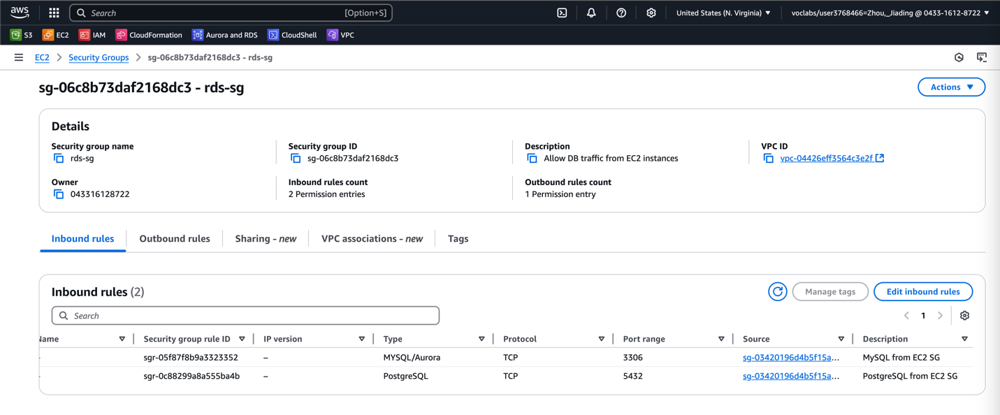 aws Search [Option+S] United States (N. Virginia) voclabs/user3768466=Zhou,_Jiading @ 0433-1612-8722
S3 EC2 IAM CloudFormation Aurora and RDS CloudShell VPC
EC2 Security Groups sg-06c8b73daf2168dc3 - rds-sg
sg-06c8b73daf2168dc3 - rds-sg Actions
Details
Security group name Security group ID Description VPC ID
rds-sg sg-06c8b73daf2168dc3 Allow DB traffic from EC2 instances vpc-04426eff3564c3e2f
Owner Inbound rules count Outbound rules count
043316128722 2 Permission entries 1 Permission entry
Inbound rules Outbound rules Sharing - new VPC associations - new Tags
Inbound rules (2) Manage tags Edit inbound rules
Search 1
Name Security group rule ID IP version Type Protocol Port range Source Description
sgr-05f87f8b9a3323352 – MYSQL/Aurora TCP 3306 sg-03420196d4b5f15a... MySQL from EC2 SG
sgr-0c88299a8a555ba4b – PostgreSQL TCP 5432 sg-03420196d4b5f15a... PostgreSQL from EC2 SG